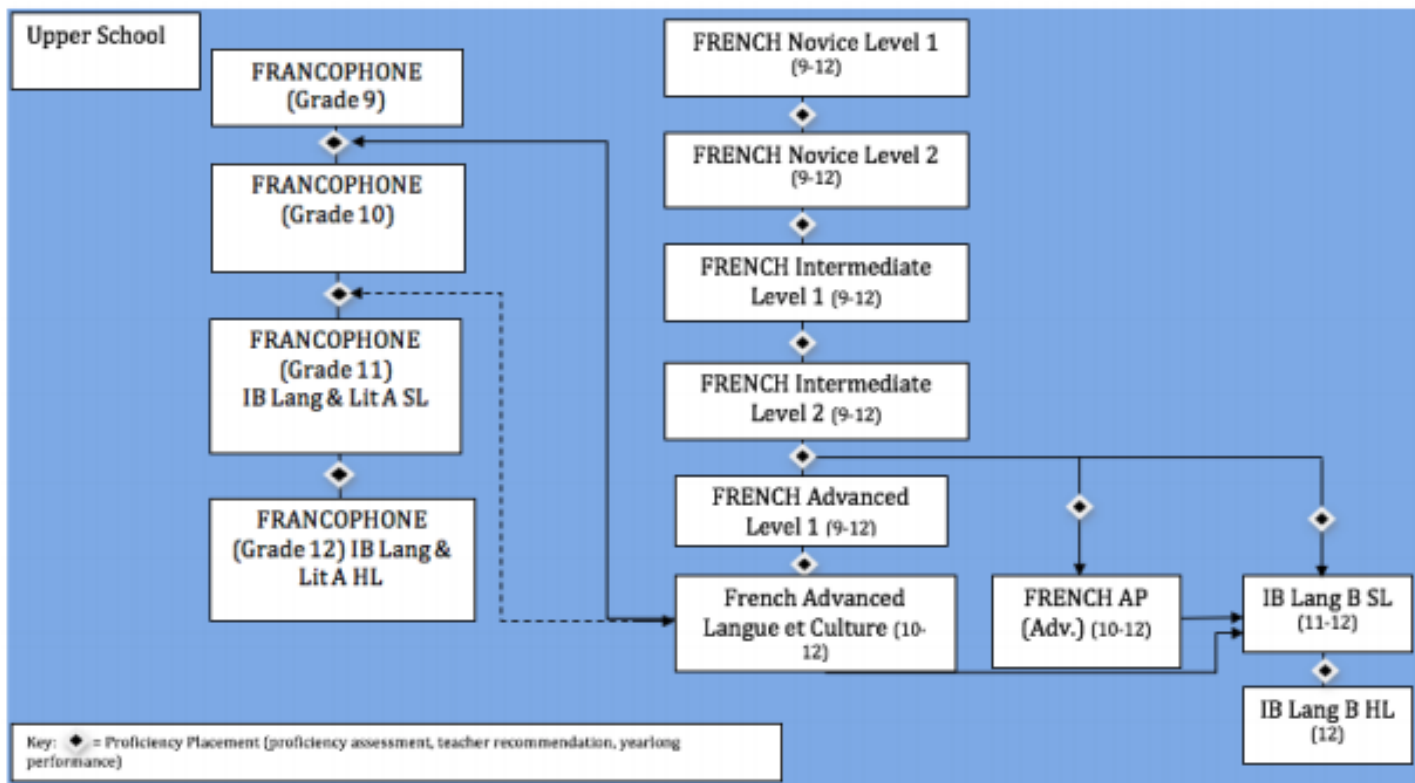 Upper School
FRANCOPHONE
(Grade 9)
FRANCOPHONE
(Grade 10)
FRANCOPHONE
(Grade 11)
IB Lang & Lit A SL
FRANCOPHONE
(Grade 12) IB Lang &
Lit A HL
FRENCH Novice Level 1
(9-12)
FRENCH Novice Level 2
(9-12)
FRENCH Intermediate
Level 1 (9-12)
FRENCH Intermediate
Level 2 (9-12)
FRENCH Advanced
Level 1 (9-12)
French Advanced
Langue et Culture (10-
12)
FRENCH AP
(Adv.) (10-12)
IB Lang B SL
(11-12)
IB Lang B HL
(12)
Key: = Proficiency Placement (proficiency assessment, teacher recommendation, yearlong
performance)